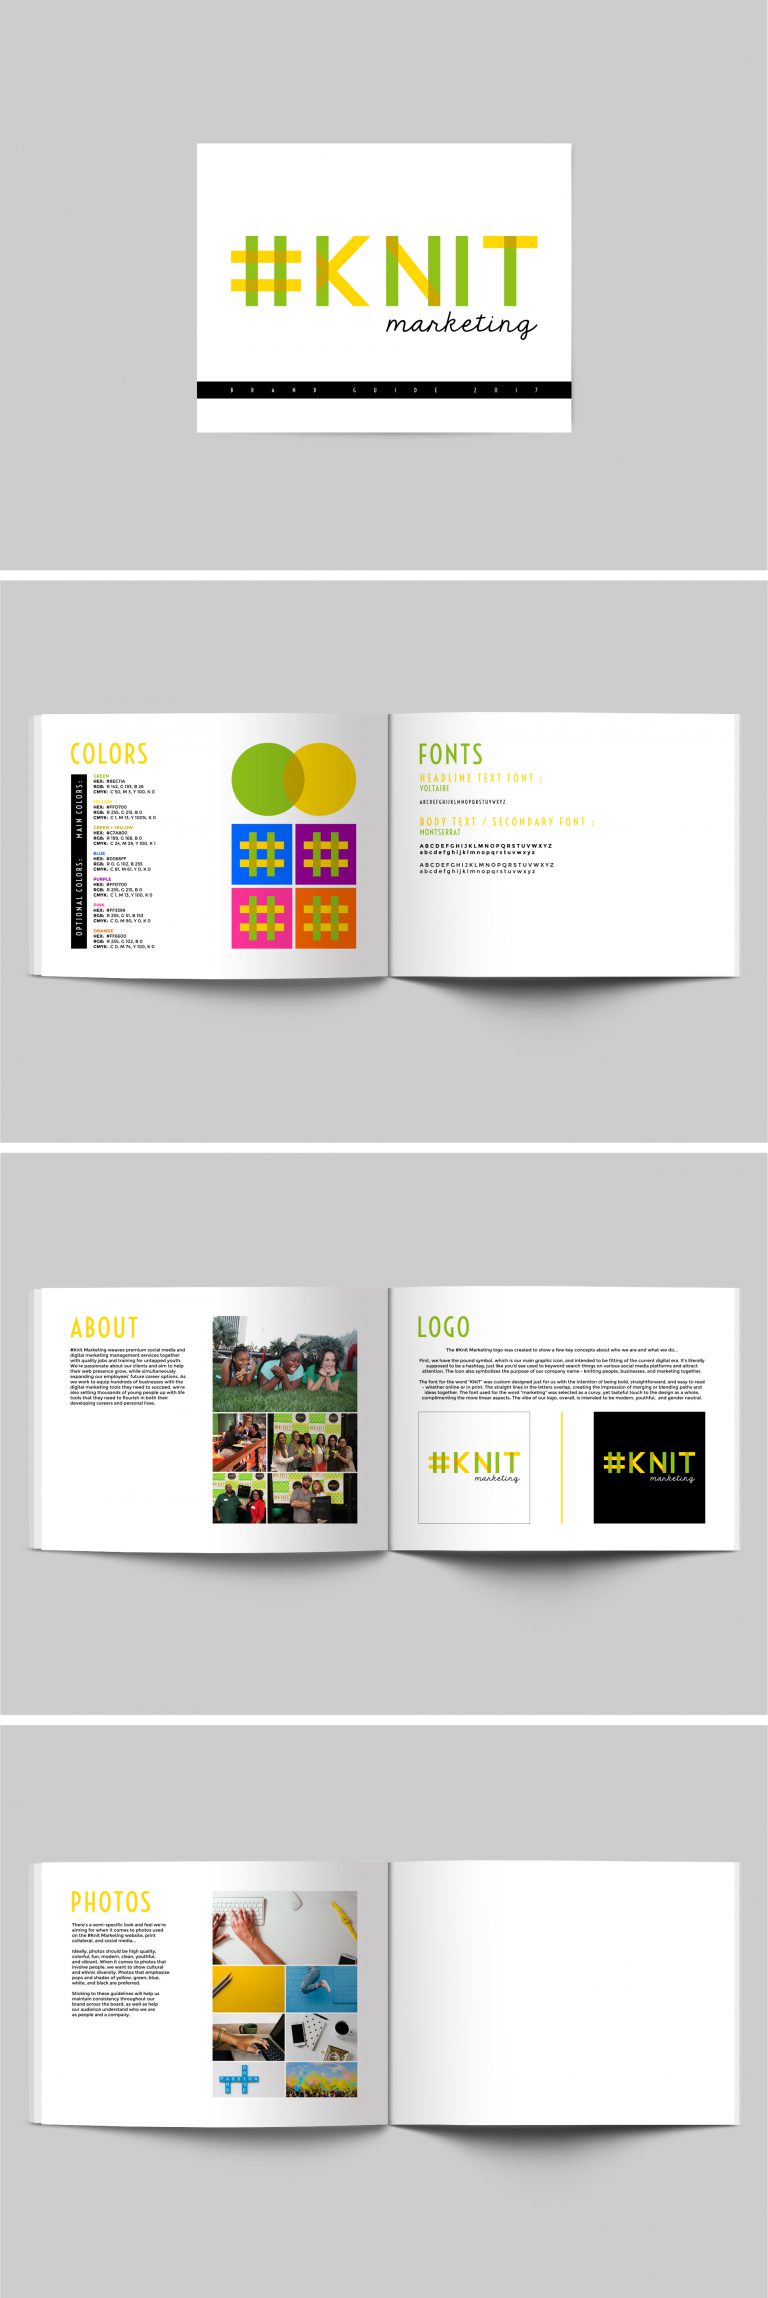 #KNIT
marketing
BRAND GUIDE 2017
COLORS
MAIN COLORS:
GREEN
HEX: #8EC11A
RGB: R 142, G 193, B 26
CMYK: C 50, M 3, Y 100, K 0
YELLOW
HEX: #FFD700
RGB: R 255, G 215, B 0
CMYK: C 1, M 13, Y 100, K 0
GREEN + YELLOW
HEX: #C7A800
RGB: R 199, G 168, B 0
CMYK: C 24, M 29, Y 100, K 1
OPTIONAL COLORS:
BLUE
HEX: #0066FF
RGB: R 0, G 102, B 255
CMYK: C 81, M 61, Y 0, K 0
PURPLE
HEX: #FFD700
RGB: R 255, G 215, B 0
CMYK: C 1, M 13, Y 100, K 0
PINK
HEX: #FF3399
RGB: R 255, G 51, B 153
CMYK: C 0, M 90, Y 0, K 0
ORANGE
HEX: #FF6600
RGB: R 255, G 102, B 0
CMYK: C 0, M 74, Y 100, K 0
FONTS
HEADLINE TEXT FONT :
VOLTAIRE
ABCDEFGHIJKLMNOPQRSTUVWXYZ
BODY TEXT / SECONDARY FONT :
MONTSERRAT
ABCDEFGHIJKLMNOPQRSTUVWXYZ
abcdefghijklmnopqrstuvwxyz
ABCDEFGHIJKLMNOPQRSTUVWXYZ
abcdefghijklmnopqrstuvwxyz
ABOUT
#Knit Marketing weaves premium social media and
digital marketing management services together
with quality jobs and training for untapped youth.
We're passionate about our clients and aim to help
their web presence grow, while simultaneously
expanding our employees' future career options. As
we work to equip hundreds of businesses with the
digital marketing tools they need to succeed, we're
also setting thousands of young people up with life
tools that they need to flourish in both their
developing careers and personal lives.
LOGO
The #Knit Marketing logo was created to show a few key concepts about who we are and what we do...
First, we have the pound symbol, which is our main graphic icon, and intended to be fitting of the current digital era. It's literally
supposed to be a hashtag, just like you'd used to keyword search things on various social media platforms and attract
attention. The icon also symbolizes the purpose of our company name - knitting people, businesses, and marketing together.
The font for the word "KNIT" was custom designed just for us with the intention of being bold, straightforward, and easy to read
- whether online or in print. The straight lines in the letters overlap, creating the impression of merging or blending paths and
ideas together. The font used for the word "marketing" was selected as a curvy, yet tasteful touch to the design as a whole,
complimenting the more linear aspects. The vibe of our logo, overall, is intended to be modern, youthful, and gender neutral.
#KNIT
marketing
#KNIT
marketing
PHOTOS
There's a semi-specific look and feel we're
aiming for when it comes to photos used
on the #Knit Marketing website, print
collateral, and social media...
Ideally, photos should be high quality,
colorful, fun, modern, clean, youthful,
and vibrant. When it comes to photos that
involve people, we want to show cultural
and ethnic diversity. Photos that emphasize
pops and shades of yellow, green, blue,
white, and black are preferred.
Sticking to these guidelines will help us
maintain consistency throughout our
brand across the board, as well as help
our audience understand who we are
as people and a company.
PASSION